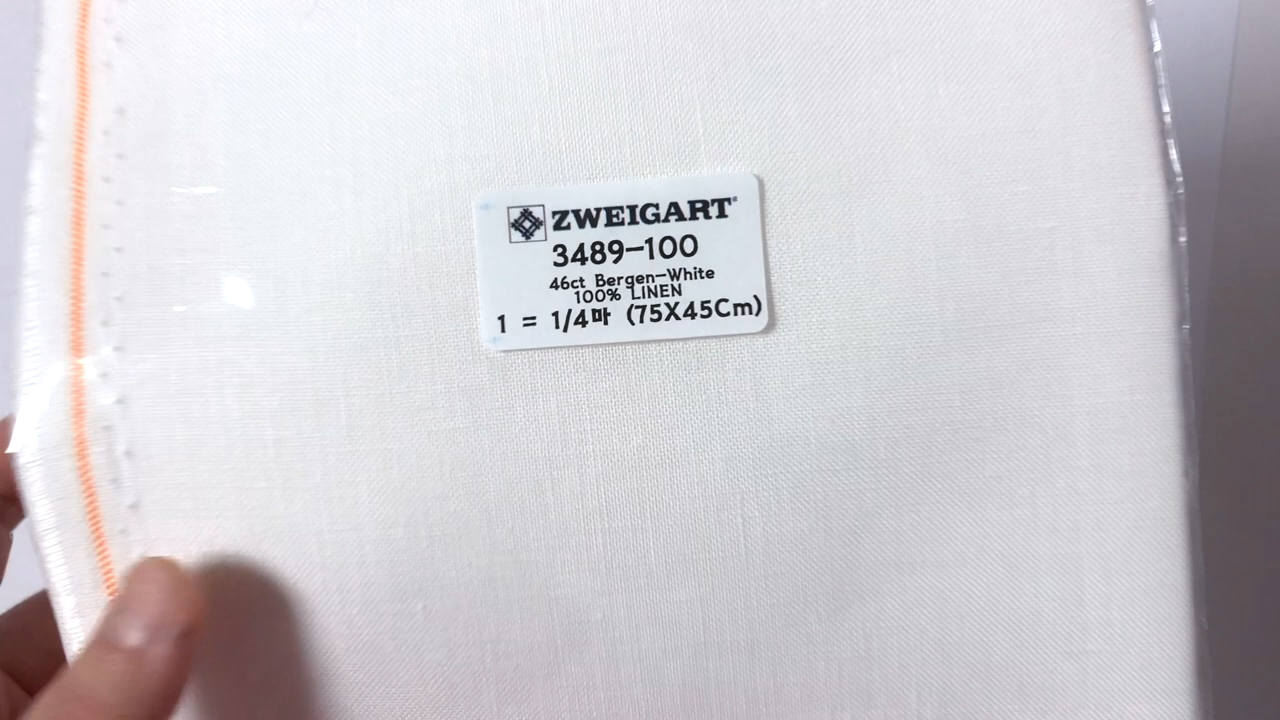 ZWEIGART®
3489-100
46ct Bergen-White
100% LINEN
1 = 1/4마 (75X45Cm)